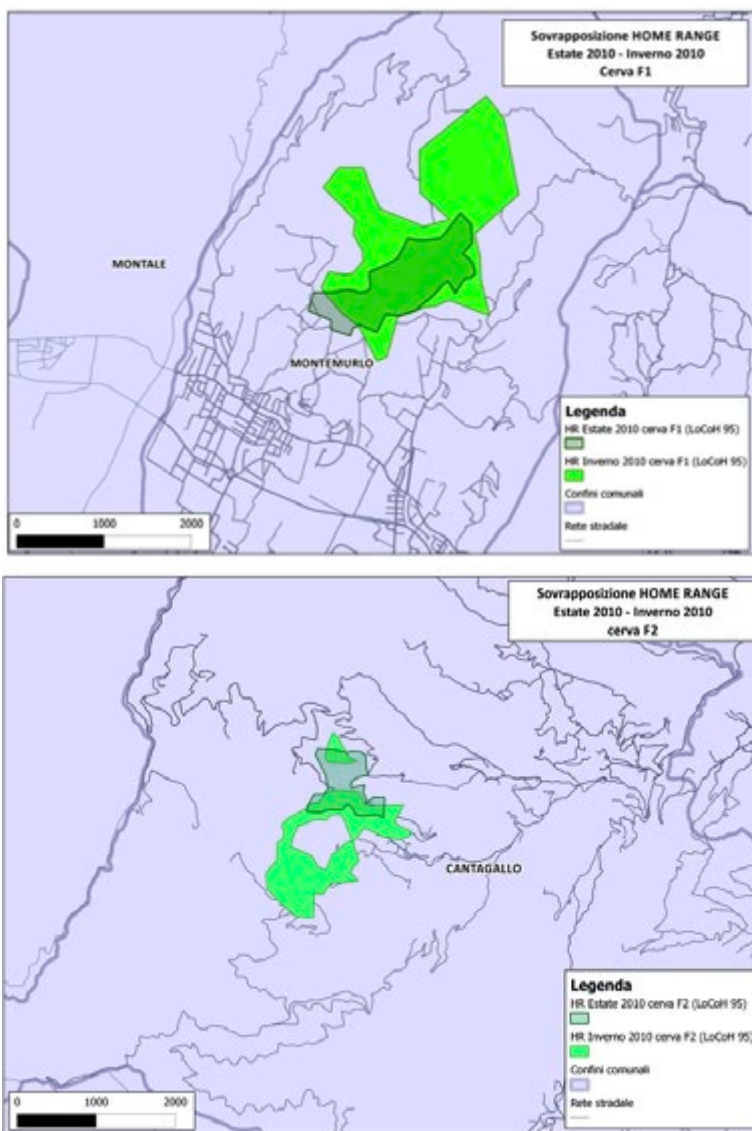 Sovrapposizione HOME RANGE
Estate 2010 - Inverno 2010
Cerva F1
MONTALE
MONTEMURLO
Legenda
HR Estate 2010 cerva F1 (LoCoH 95)
HR Inverno 2010 cerva F1 (LoCoH 95)
Confini comunali
Rete stradale
0 1000 2000
Sovrapposizione HOME RANGE
Estate 2010 - Inverno 2010
cerva F2
CANTAGALLO
Legenda
HR Estate 2010 cerva F2 (LoCoH 95)
HR Inverno 2010 cerva F2 (LoCoH 95)
Confini comunali
Rete stradale
0 1000 2000